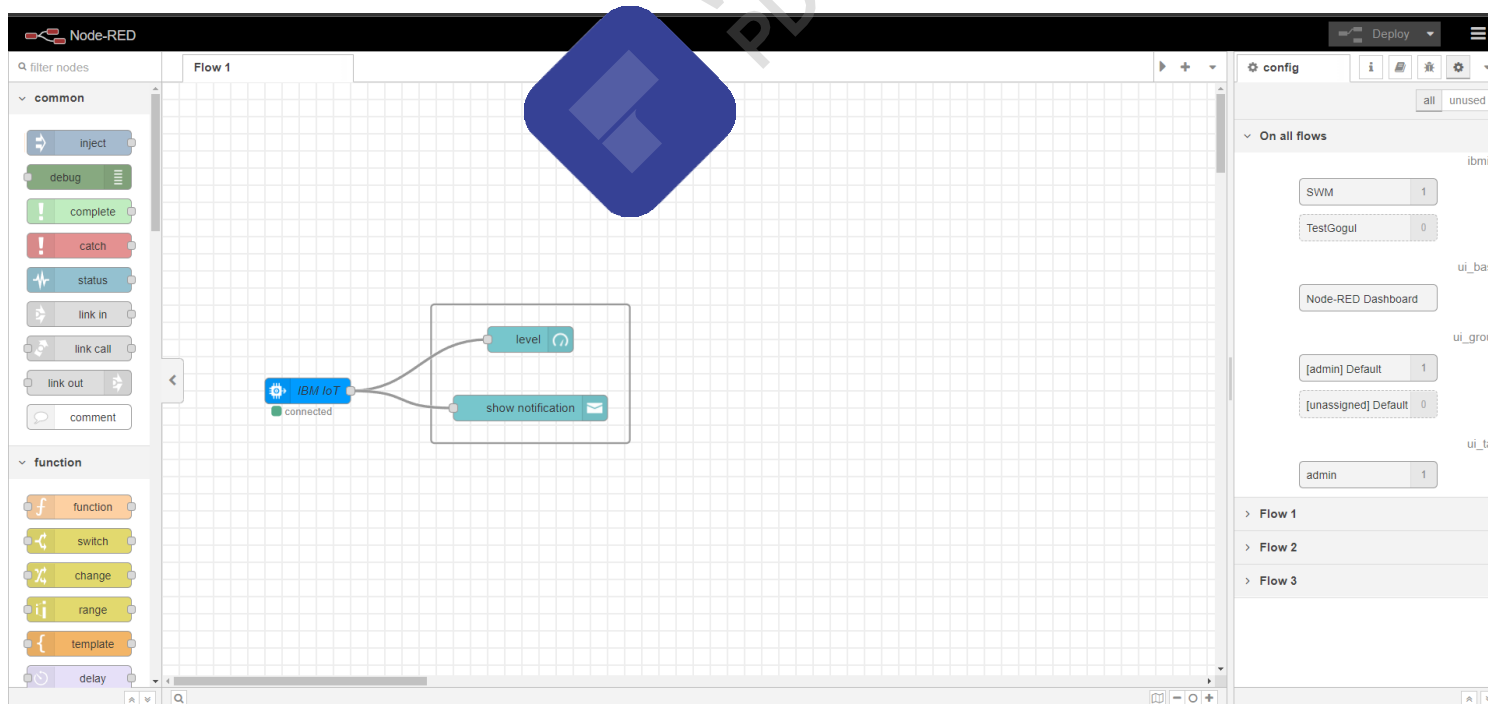 Node-RED
Deploy
filter nodes
Flow 1
config
all unused
common
inject
debug
complete
catch
status
link in
link call
link out
comment
function
function
switch
change
range
template
delay
level
IBM IoT
connected
show notification
On all flows
SWM 1
TestGogul 0
Node-RED Dashboard
[admin] Default 1
[unassigned] Default 0
admin 1
Flow 1
Flow 2
Flow 3